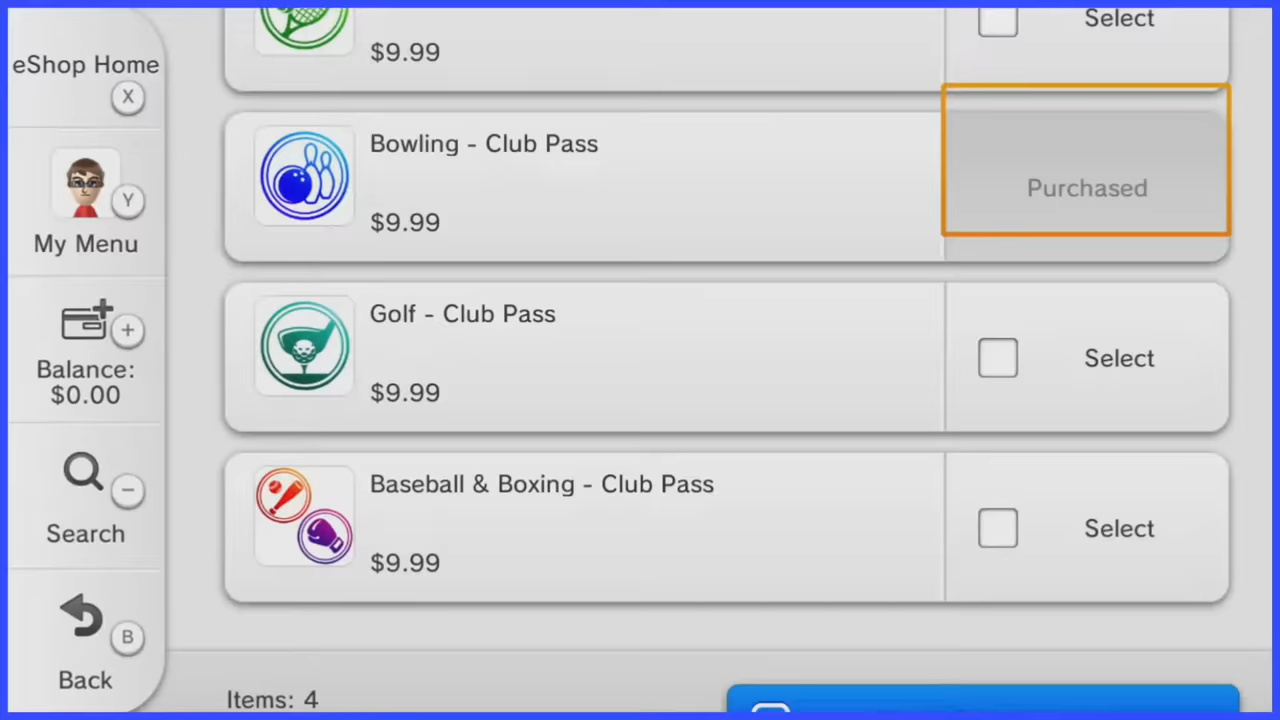 eShop Home
X
Y
My Menu
+
Balance:
$0.00
−
Search
B
Back
Select
$9.99
Bowling - Club Pass
$9.99
Purchased
Golf - Club Pass
$9.99
Select
Baseball & Boxing - Club Pass
$9.99
Select
Items: 4